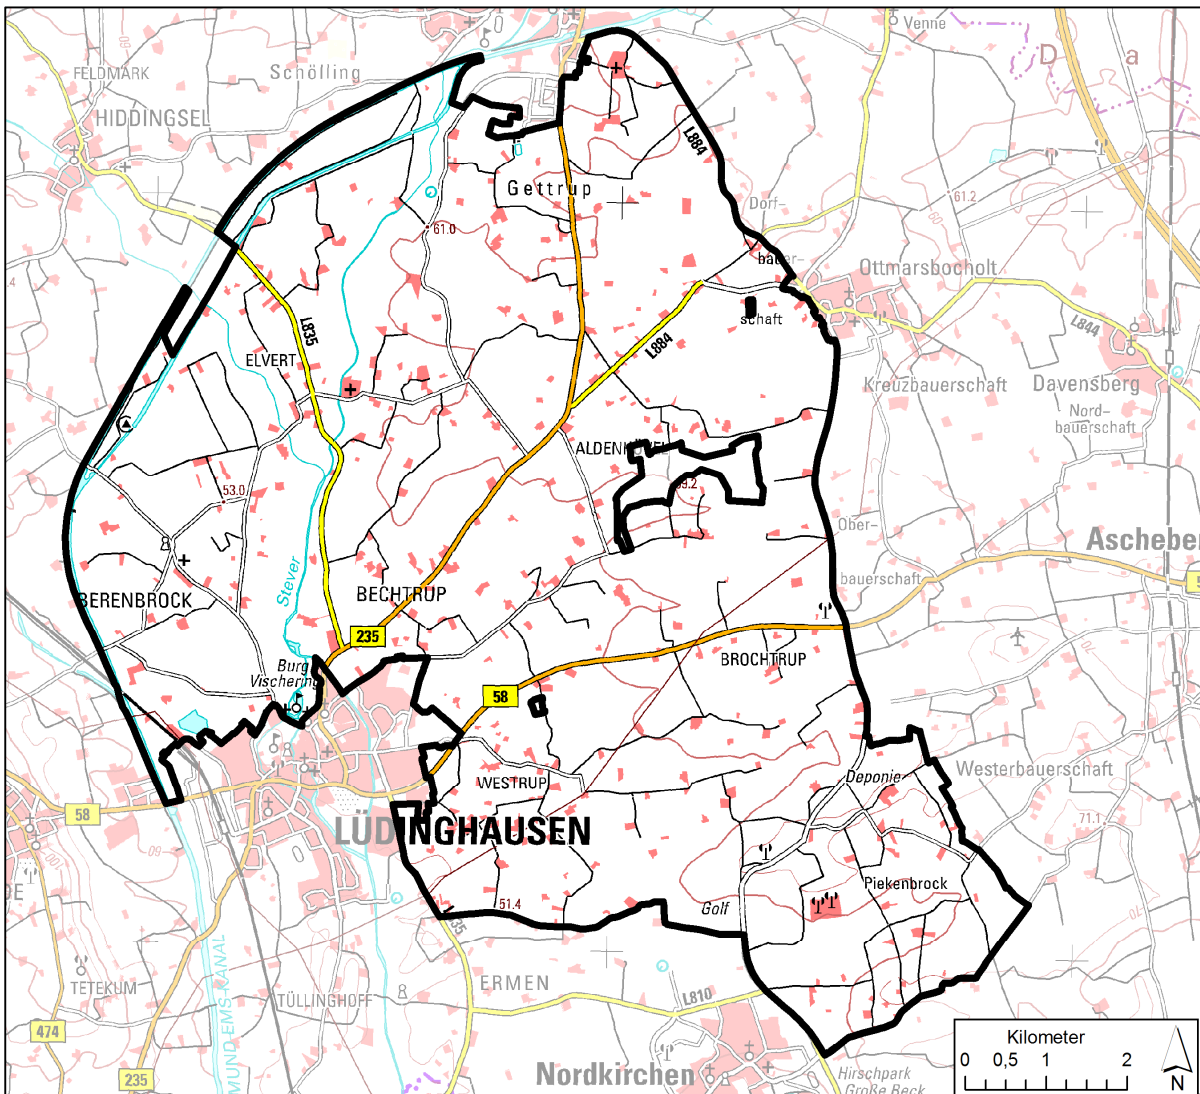 Venne
FELDMARK
Schölling
D a
HIDDINGSEL
L884
Gettrup
Dorf-
61.2
61.0
bauer-
Ottmarsbocholt
schaft
L835
L884
L844
ELVERT
Kreuzbauerschaft
Davensberg
Nord-
bauerschaft
53.0
Ober-
bauerschaft
Stever
BERENBROCK
BECHTRUP
235
BROCHTRUP
Burg
Vischering
58
WESTRUP
Deponie
Westerbauerschaft
58
71.1
LÜDINGHAUSEN
Piekenbrock
Golf
51.4
ERMEN
TETEKUM
TÜLLINGHOFF
L810
474
235
Nordkirchen
Hirschpark
Große Beck
Kilometer
0 0,5 1 2
N